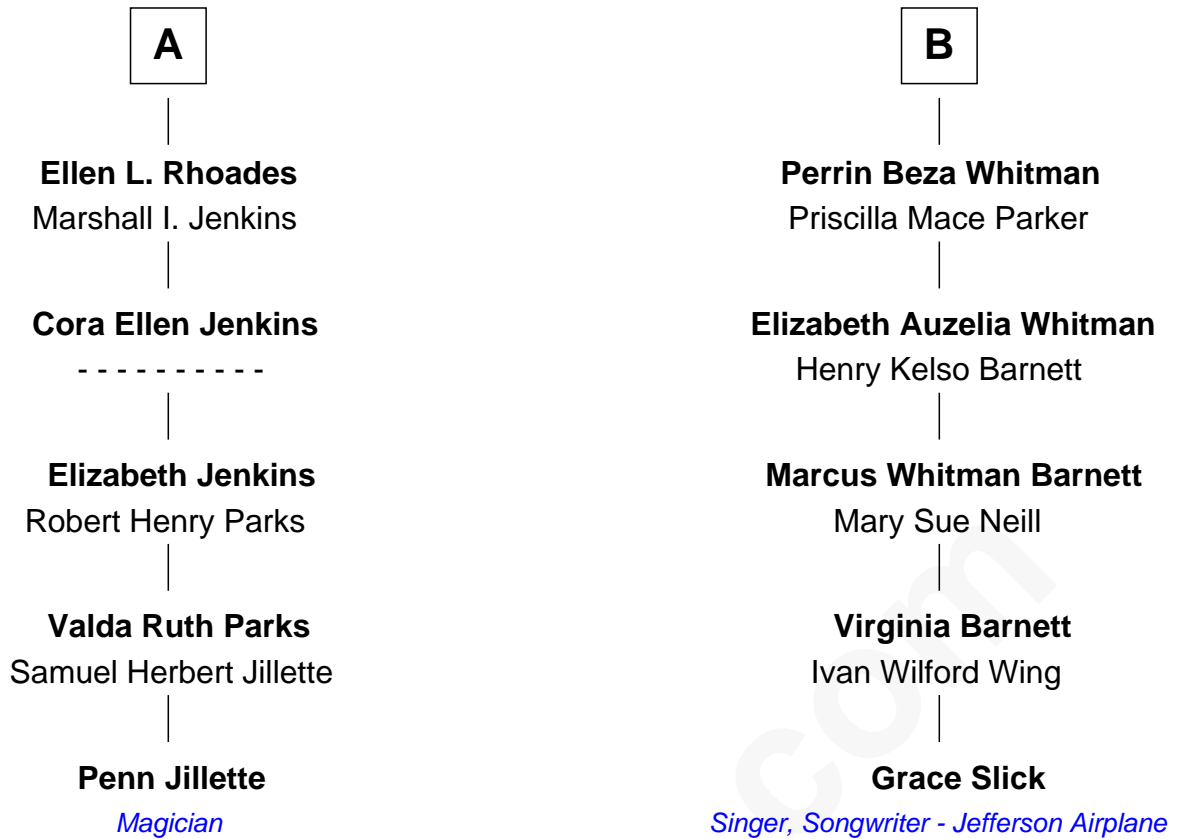 A
Ellen L. Rhoades
Marshall I. Jenkins
Cora Ellen Jenkins
- - - - - - - - - -
Elizabeth Jenkins
Robert Henry Parks
Valda Ruth Parks
Samuel Herbert Jillette
Penn Jillette
Magician
B
Perrin Beza Whitman
Priscilla Mace Parker
Elizabeth Auzelia Whitman
Henry Kelso Barnett
Marcus Whitman Barnett
Mary Sue Neill
Virginia Barnett
Ivan Wilford Wing
Grace Slick
Singer, Songwriter - Jefferson Airplane
com